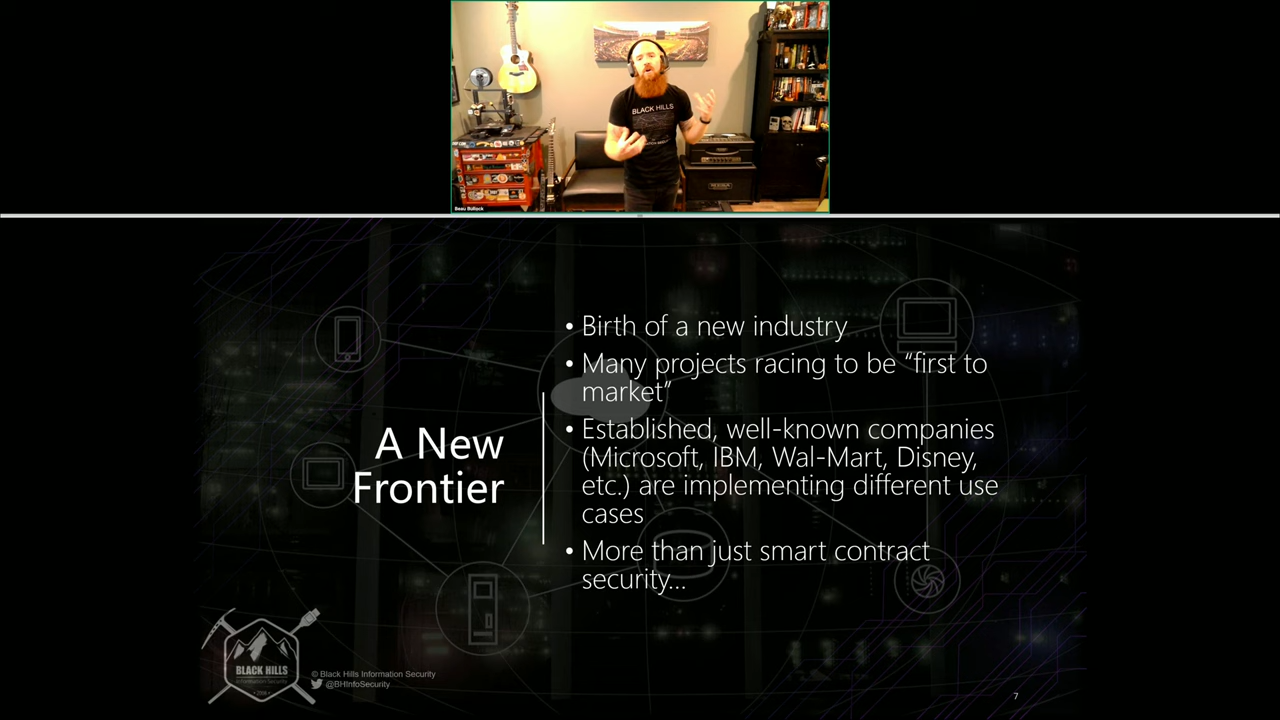 BLACK HILLS
Beau Bullock
A New
Frontier
• Birth of a new industry
• Many projects racing to be “first to
market”
• Established, well-known companies
(Microsoft, IBM, Wal-Mart, Disney,
etc.) are implementing different use
cases
• More than just smart contract
security...
BLACK HILLS
Information Security
• 2008 •
© Black Hills Information Security
@BHInfoSecurity
7